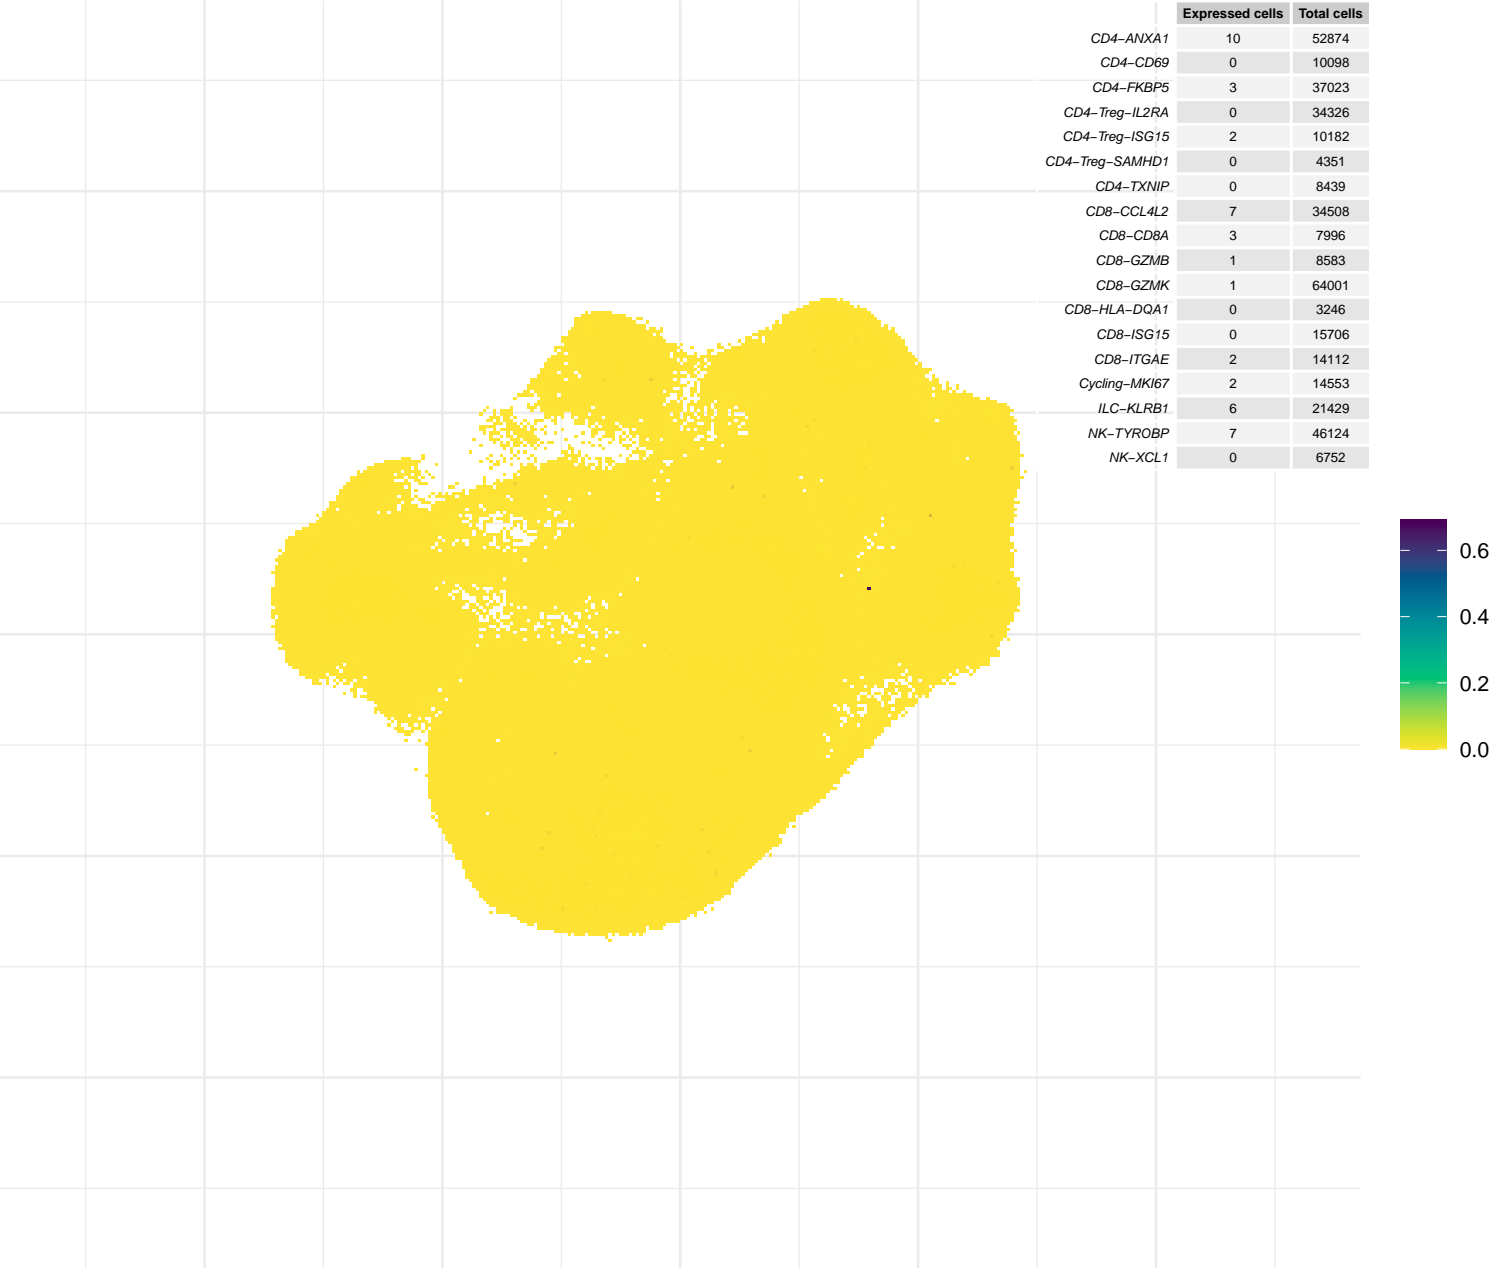 Expressed cells Total cells
CD4−ANXA1 10 52874
CD4−CD69 0 10098
CD4−FKBP5 3 37023
CD4−Treg−IL2RA 0 34326
CD4−Treg−ISG15 2 10182
CD4−Treg−SAMHD1 0 4351
CD4−TXNIP 0 8439
CD8−CCL4L2 7 34508
CD8−CD8A 3 7996
CD8−GZMB 1 8583
CD8−GZMK 1 64001
CD8−HLA−DQA1 0 3246
CD8−ISG15 0 15706
CD8−ITGAE 2 14112
Cycling−MKI67 2 14553
ILC−KLRB1 6 21429
NK−TYROBP 7 46124
NK−XCL1 0 6752
0.6
0.4
0.2
0.0